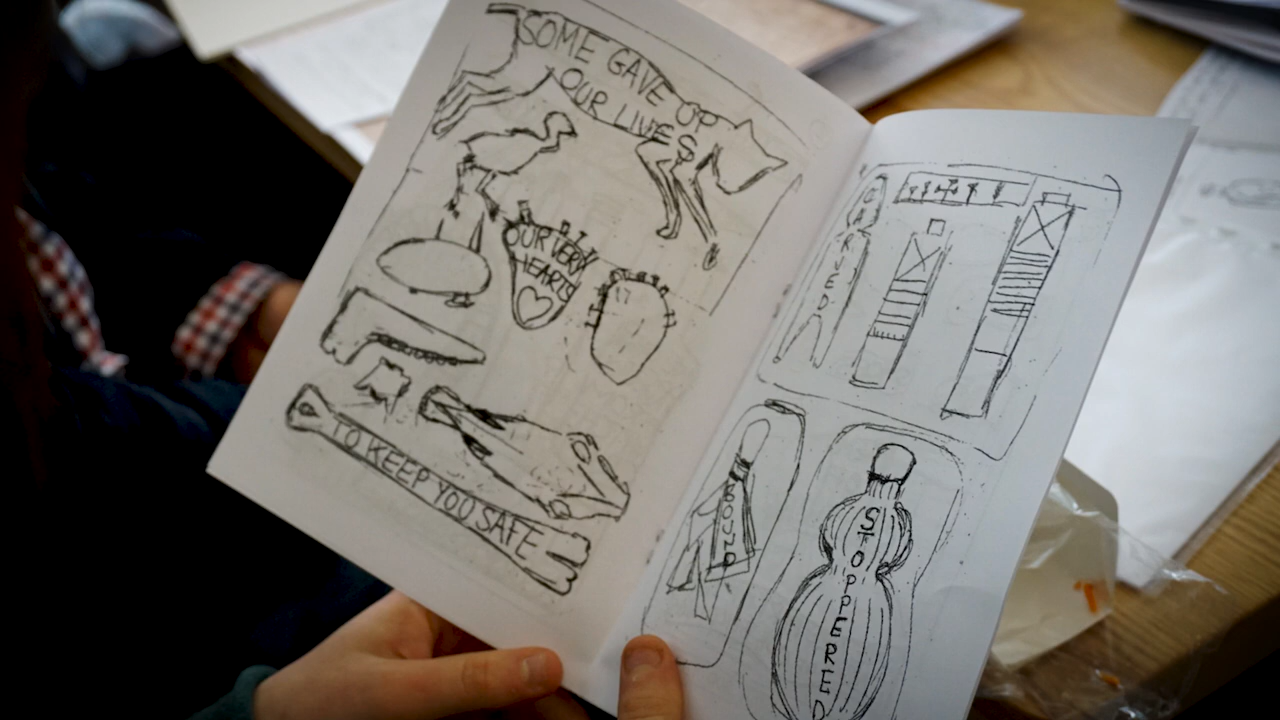 SOME GAVE UP
OUR LIVES
OUR VERY
HEARTS
TO KEEP YOU SAFE
CARVED
BOUND
STOPPERED